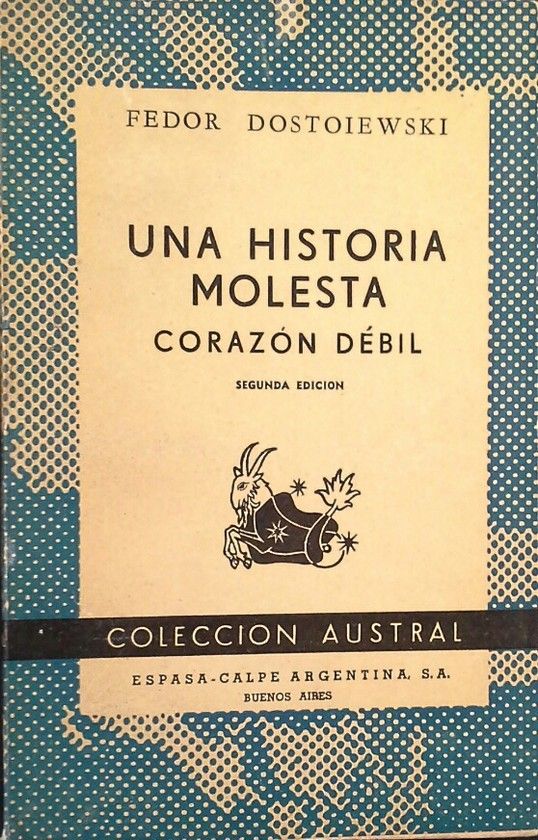 FEDOR DOSTOIEWSKI
UNA HISTORIA
MOLESTA
CORAZÓN DÉBIL
SEGUNDA EDICION
COLECCION AUSTRAL
ESPASA-CALPE ARGENTINA, S.A.
BUENOS AIRES